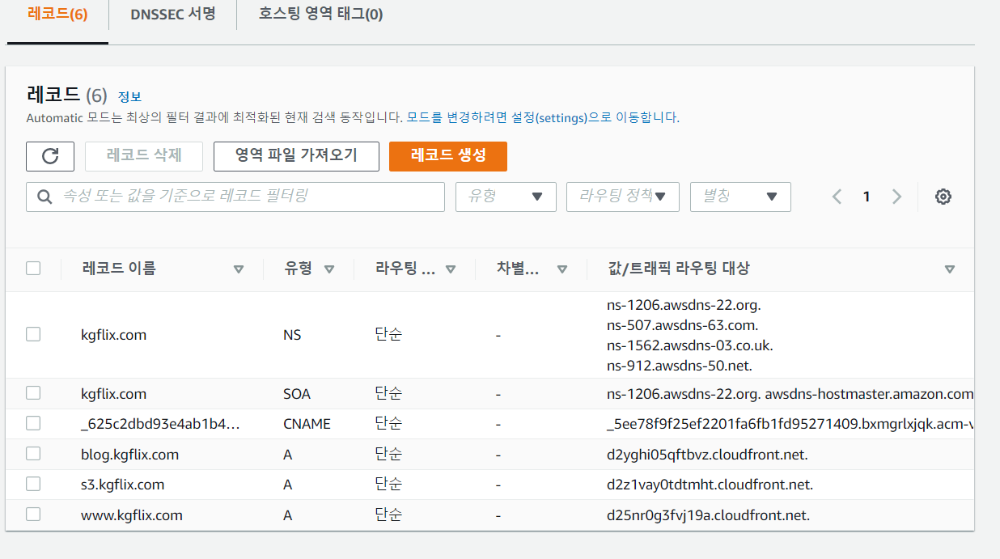 레코드(6) DNSSEC 서명 호스팅 영역 태그(0)
레코드 (6) 정보
Automatic 모드는 최상의 필터 결과에 최적화된 현재 검색 동작입니다. 모드를 변경하려면 설정(settings)으로 이동합니다.
레코드 삭제 영역 파일 가져오기 레코드 생성
속성 또는 값을 기준으로 레코드 필터링 유형 라우팅 정책 별칭 1
레코드 이름 유형 라우팅 ... 차별... 값/트래픽 라우팅 대상
ns-1206.awsdns-22.org.
ns-507.awsdns-63.com.
kgflix.com NS 단순 -
ns-1562.awsdns-03.co.uk.
ns-912.awsdns-50.net.
kgflix.com SOA 단순 - ns-1206.awsdns-22.org. awsdns-hostmaster.amazon.com
_625c2dbd93e4ab1b4... CNAME 단순 - _5ee78f9f25ef2201fa6fb1fd95271409.bxmgrlxjqk.acm-v
blog.kgflix.com A 단순 - d2yghi05qftbvz.cloudfront.net.
s3.kgflix.com A 단순 - d2z1vay0tdtmht.cloudfront.net.
www.kgflix.com A 단순 - d25nr0g3fvj19a.cloudfront.net.